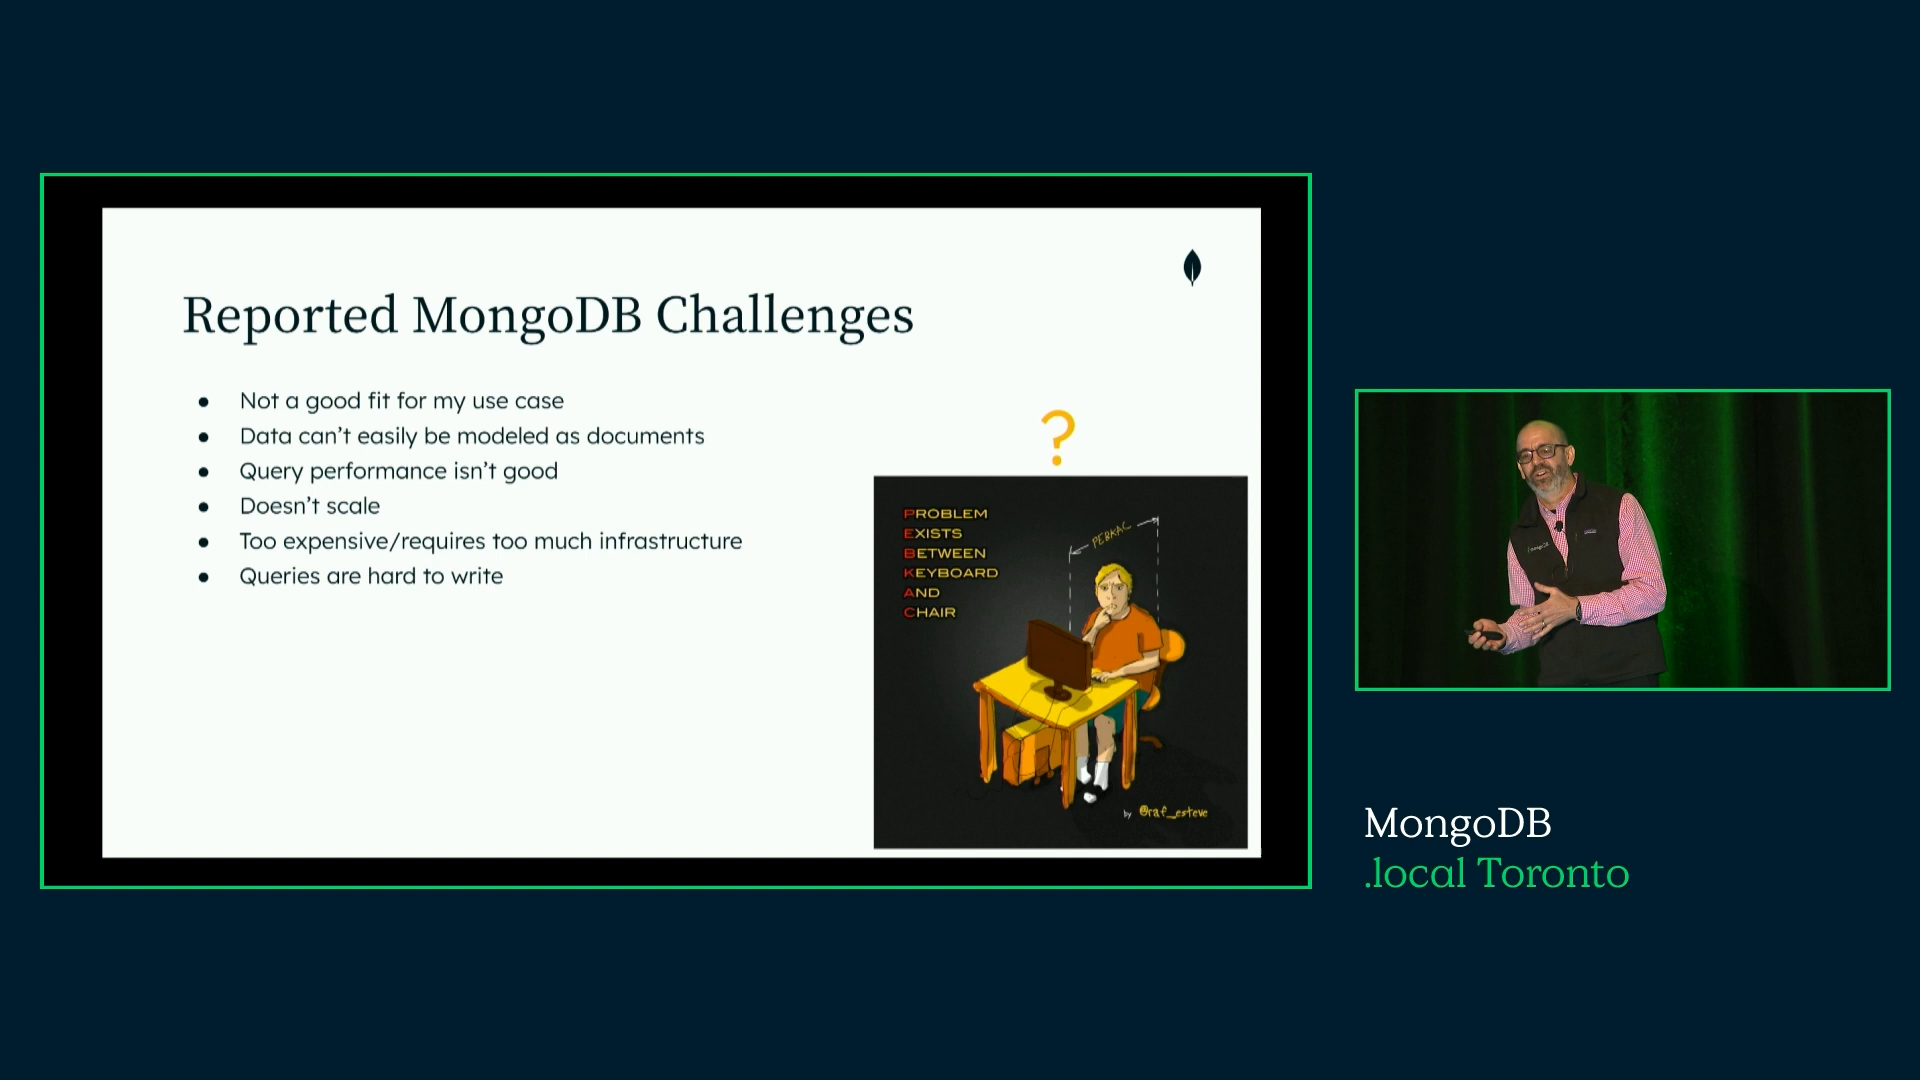 Reported MongoDB Challenges
● Not a good fit for my use case
● Data can’t easily be modeled as documents
● Query performance isn’t good
● Doesn’t scale
● Too expensive/requires too much infrastructure
● Queries are hard to write
?
PROBLEM
EXISTS
BETWEEN
KEYBOARD
AND
CHAIR
PEBKAC
by @raf_esteve
MongoDB
.local Toronto